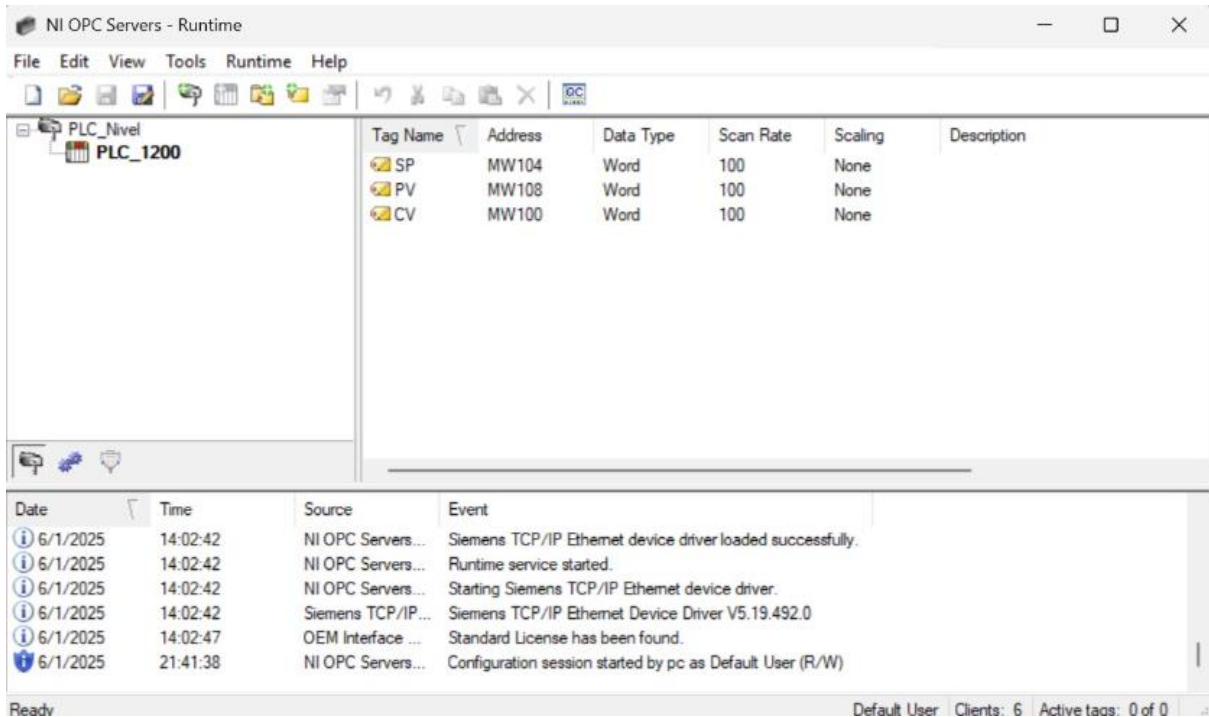 NI OPC Servers - Runtime
File Edit View Tools Runtime Help
PLC_Nivel
PLC_1200
Tag Name Address Data Type Scan Rate Scaling Description
SP MW104 Word 100 None
PV MW108 Word 100 None
CV MW100 Word 100 None
Date Time Source Event
6/1/2025 14:02:42 NI OPC Servers... Siemens TCP/IP Ethernet device driver loaded successfully.
6/1/2025 14:02:42 NI OPC Servers... Runtime service started.
6/1/2025 14:02:42 NI OPC Servers... Starting Siemens TCP/IP Ethernet device driver.
6/1/2025 14:02:42 Siemens TCP/IP... Siemens TCP/IP Ethernet Device Driver V5.19.492.0
6/1/2025 14:02:47 OEM Interface ... Standard License has been found.
6/1/2025 21:41:38 NI OPC Servers... Configuration session started by pc as Default User (R/W)
Ready Default User Clients: 6 Active tags: 0 of 0